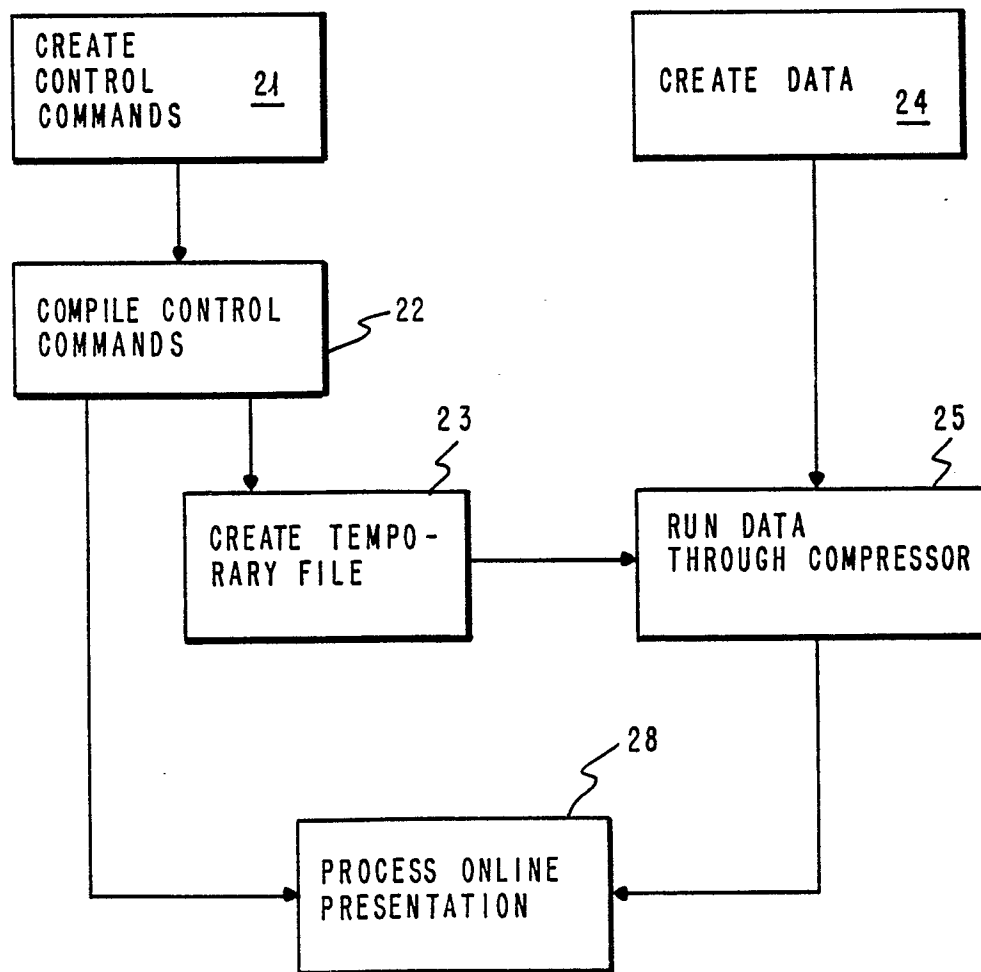 CREATE
CONTROL
COMMANDS
21
CREATE DATA
24
COMPILE CONTROL
COMMANDS
22
23
CREATE TEMPO-
RARY FILE
25
RUN DATA
THROUGH COMPRESSOR
28
PROCESS ONLINE
PRESENTATION